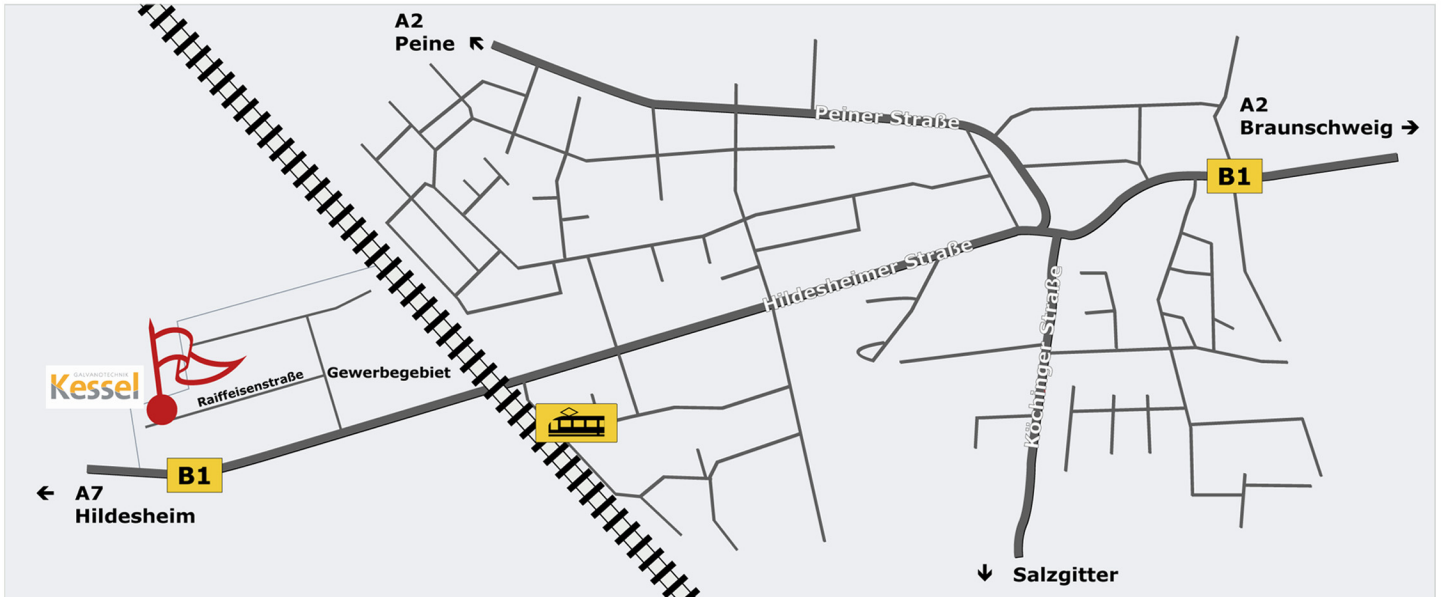 A2
Peine
Peiner Straße
A2
Braunschweig
B1
Hildesheimer Straße
Köchinger Straße
GALVANOTECHNIK
Kessel
Raiffeisenstraße
Gewerbegebiet
B1
A7
Hildesheim
Salzgitter